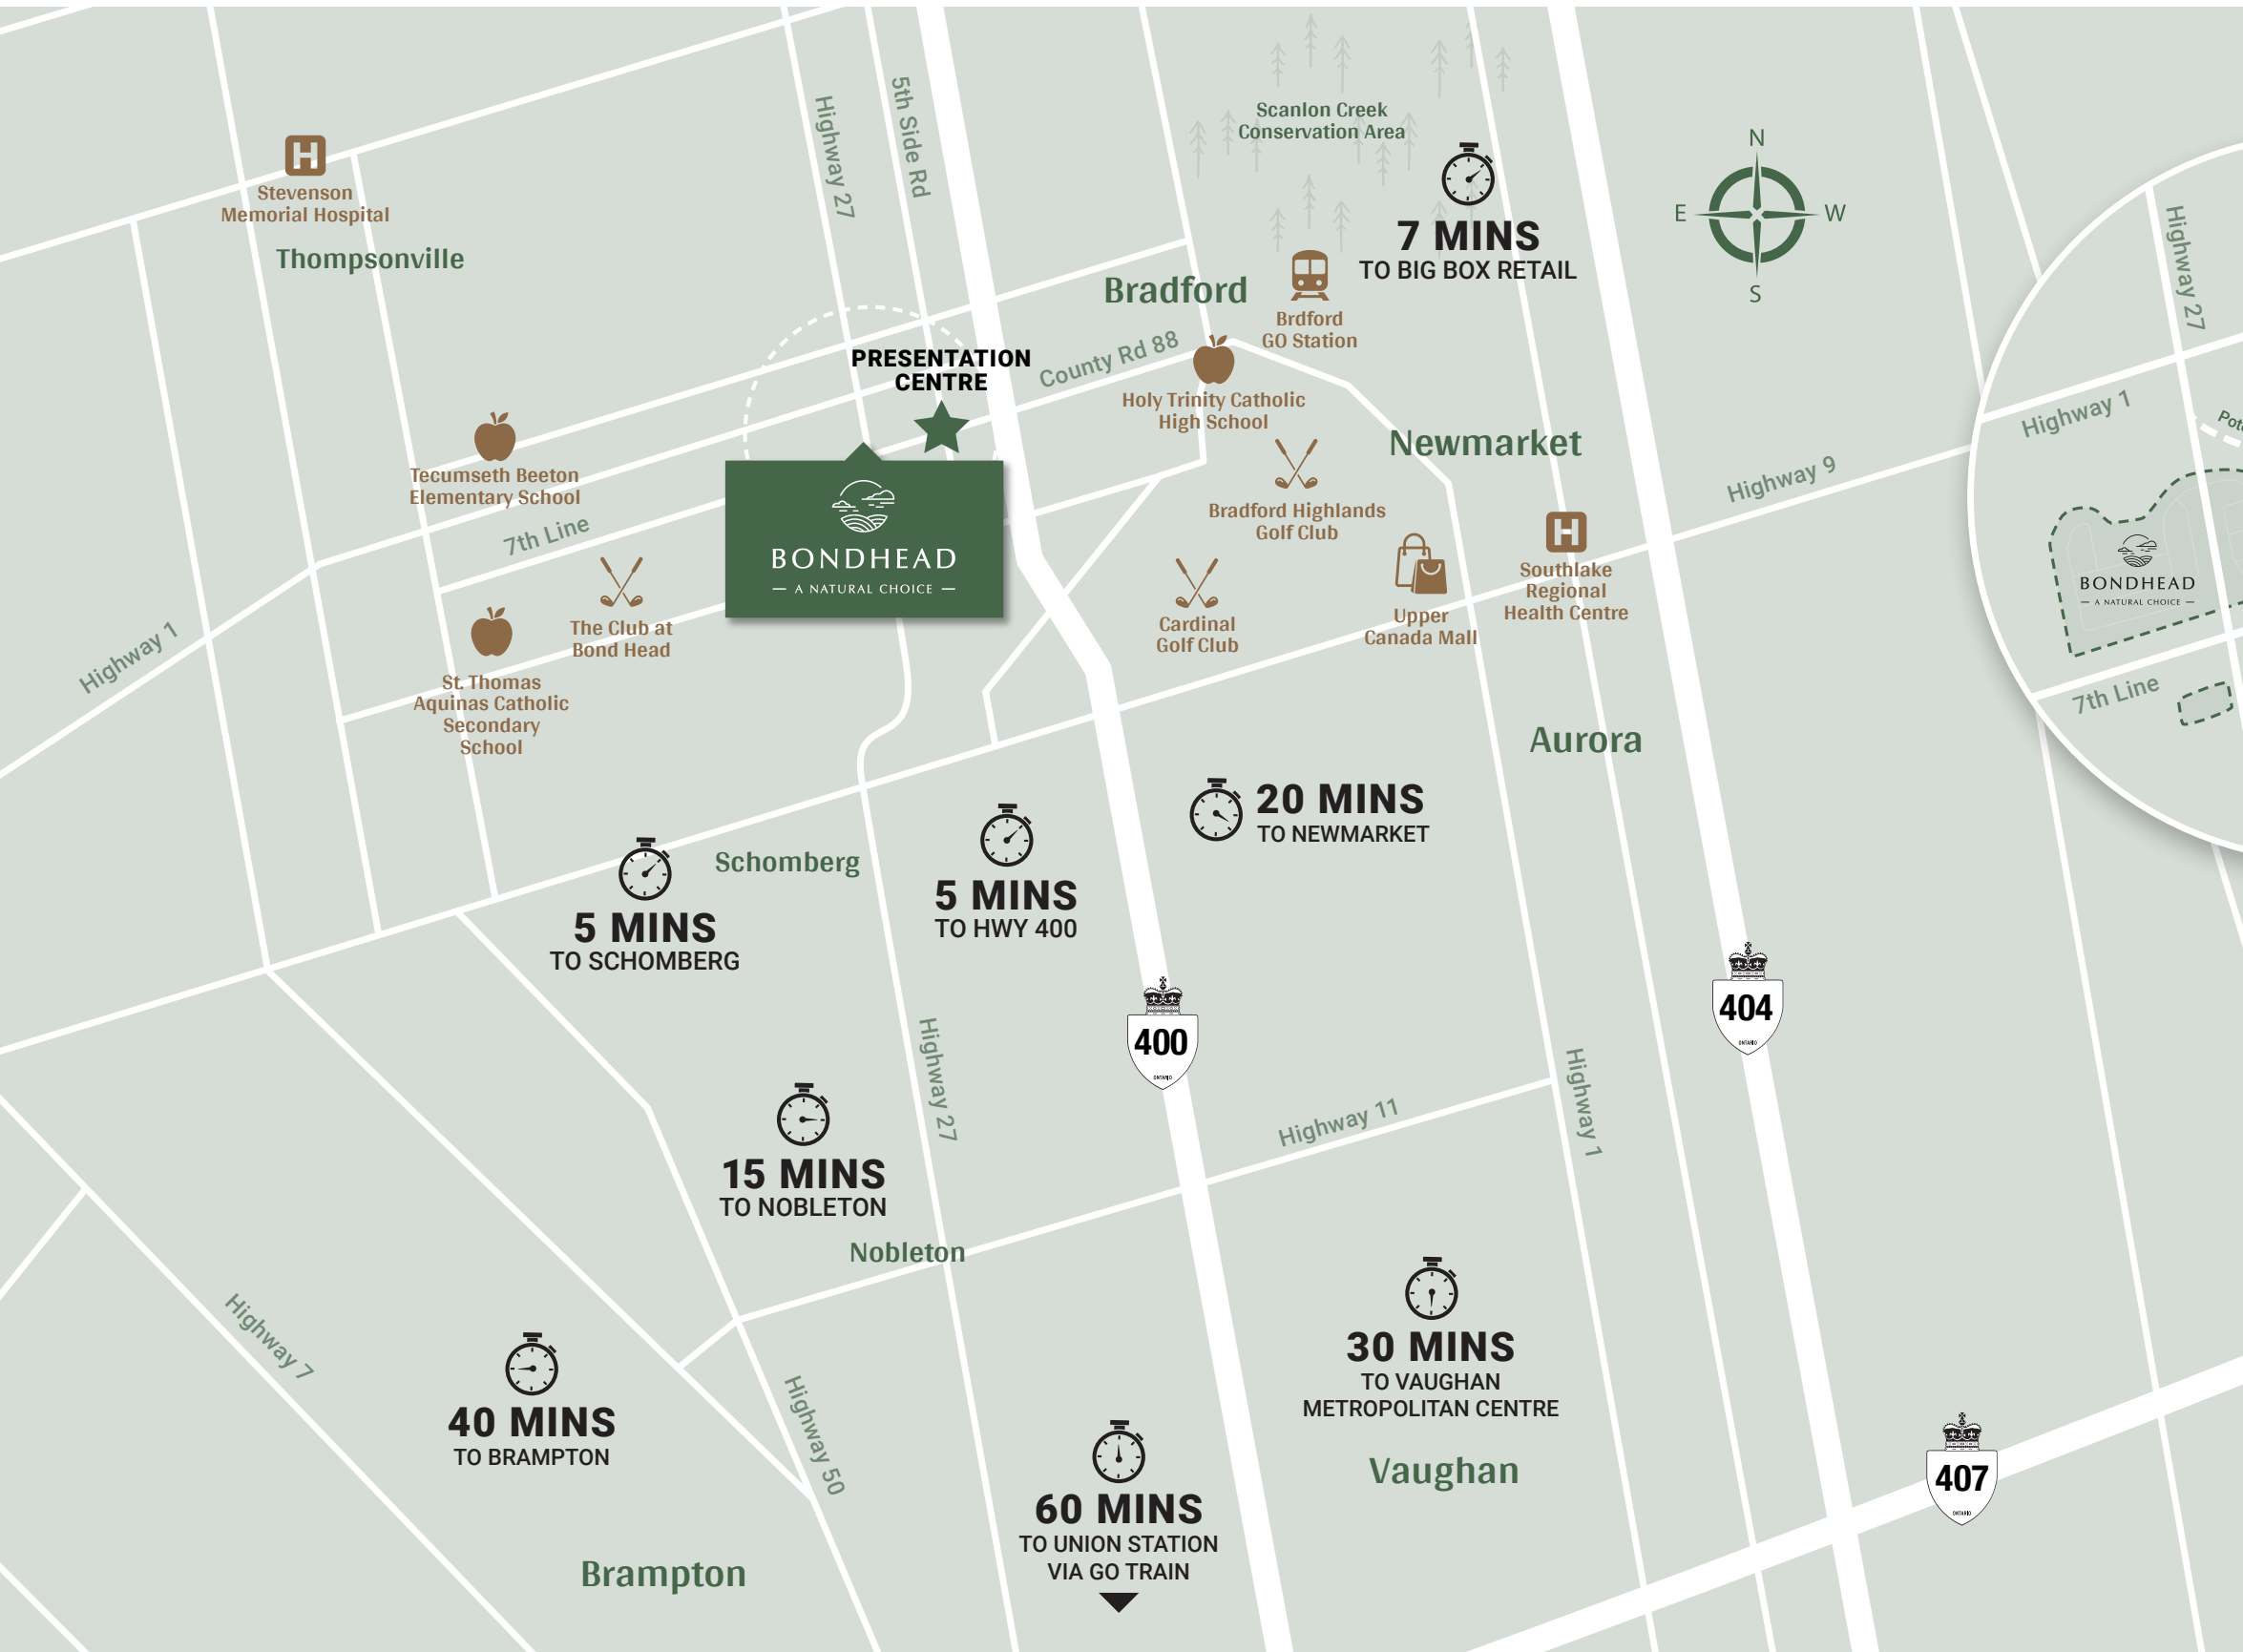 Highway 27
5th Side Rd
Scanlon Creek
Conservation Area
N
E
W
S
Stevenson
Memorial Hospital
Thompsonville
7 MINS
TO BIG BOX RETAIL
Highway 27
Bradford
Brdford
GO Station
PRESENTATION
CENTRE
County Rd 88
Holy Trinity Catholic
High School
Highway 1
Newmarket
Highway 9
Tecumseth Beeton
Elementary School
7th Line
Bradford Highlands
Golf Club
BONDHEAD
— A NATURAL CHOICE —
BONDHEAD
— A NATURAL CHOICE —
Southlake
Regional
Health Centre
Upper
Canada Mall
Cardinal
Golf Club
The Club at
Bond Head
Highway 1
St. Thomas
Aquinas Catholic
Secondary
School
7th Line
Aurora
20 MINS
TO NEWMARKET
Schomberg
5 MINS
TO HWY 400
5 MINS
TO SCHOMBERG
404
ONTARIO
400
ONTARIO
Highway 27
Highway 11
Highway 1
15 MINS
TO NOBLETON
Nobleton
Highway 7
30 MINS
TO VAUGHAN
METROPOLITAN CENTRE
40 MINS
TO BRAMPTON
Highway 50
Vaughan
407
ONTARIO
60 MINS
TO UNION STATION
VIA GO TRAIN
Brampton